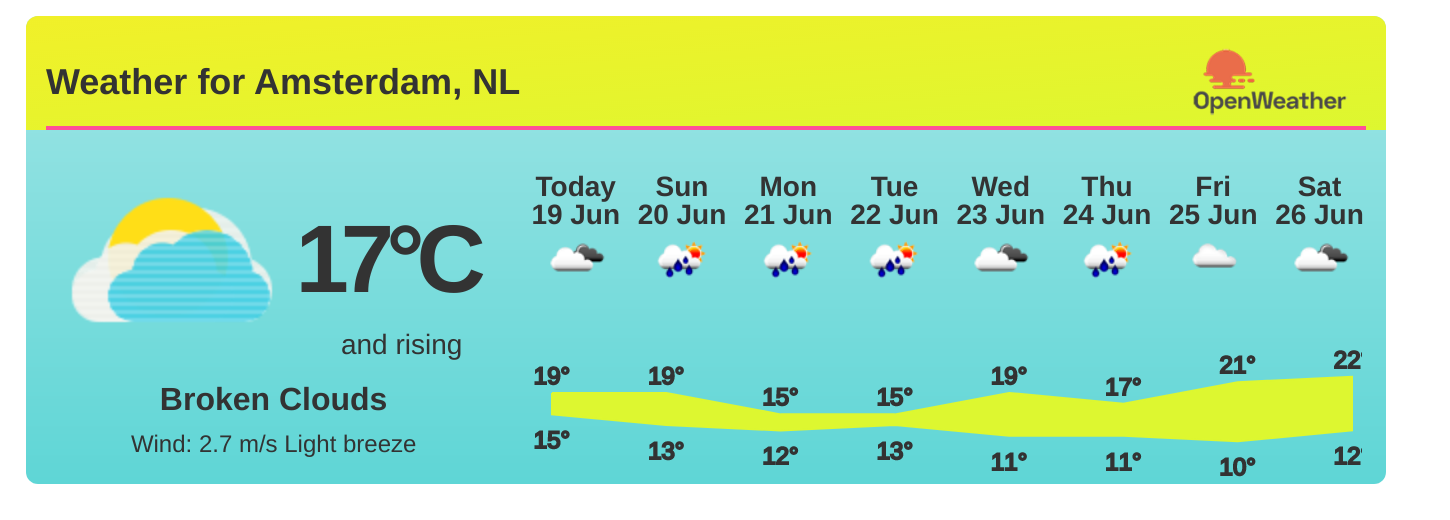 Weather for Amsterdam, NL
OpenWeather
Today Sun Mon Tue Wed Thu Fri Sat
19 Jun 20 Jun 21 Jun 22 Jun 23 Jun 24 Jun 25 Jun 26 Jun
17°C
and rising
Broken Clouds
Wind: 2.7 m/s Light breeze
19° 19° 15° 15° 19° 17° 21° 22°
15° 13° 12° 13° 11° 11° 10° 12°